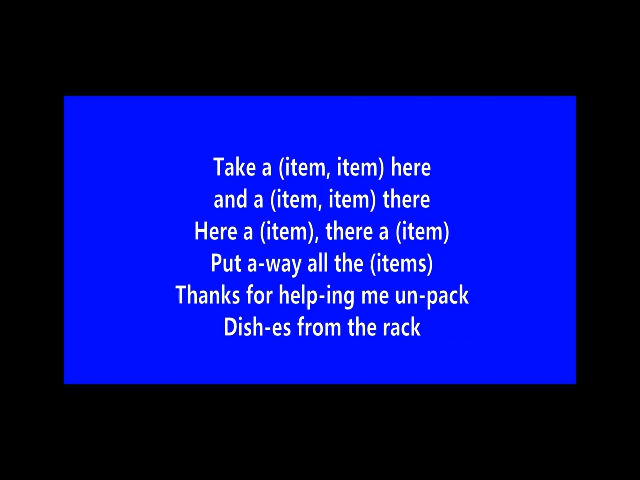 Take a (item, item) here
and a (item, item) there
Here a (item), there a (item)
Put a-way all the (items)
Thanks for help-ing me un-pack
Dish-es from the rack